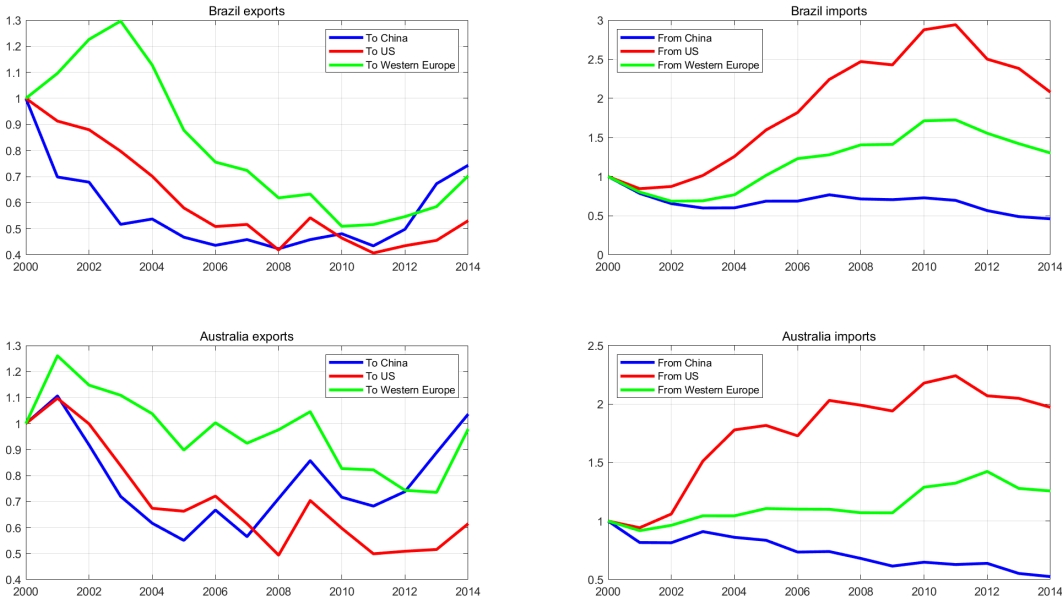 Brazil exports
1.3
1.2
1.1
1
0.9
0.8
0.7
0.6
0.5
0.4
2000 2002 2004 2006 2008 2010 2012 2014
To China
To US
To Western Europe
Brazil imports
3
2.5
2
1.5
1
0.5
0
2000 2002 2004 2006 2008 2010 2012 2014
From China
From US
From Western Europe
Australia exports
1.3
1.2
1.1
1
0.9
0.8
0.7
0.6
0.5
0.4
2000 2002 2004 2006 2008 2010 2012 2014
To China
To US
To Western Europe
Australia imports
2.5
2
1.5
1
0.5
2000 2002 2004 2006 2008 2010 2012 2014
From China
From US
From Western Europe